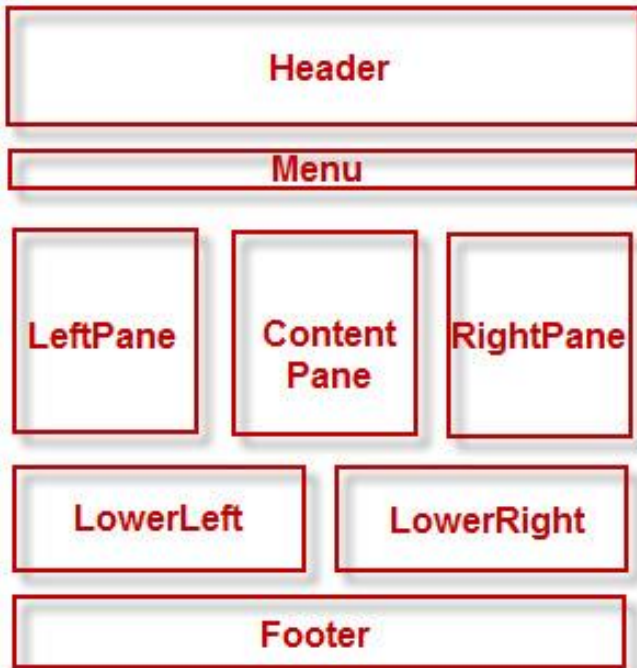 Header
Menu
LeftPane
Content
Pane
RightPane
LowerLeft
LowerRight
Footer